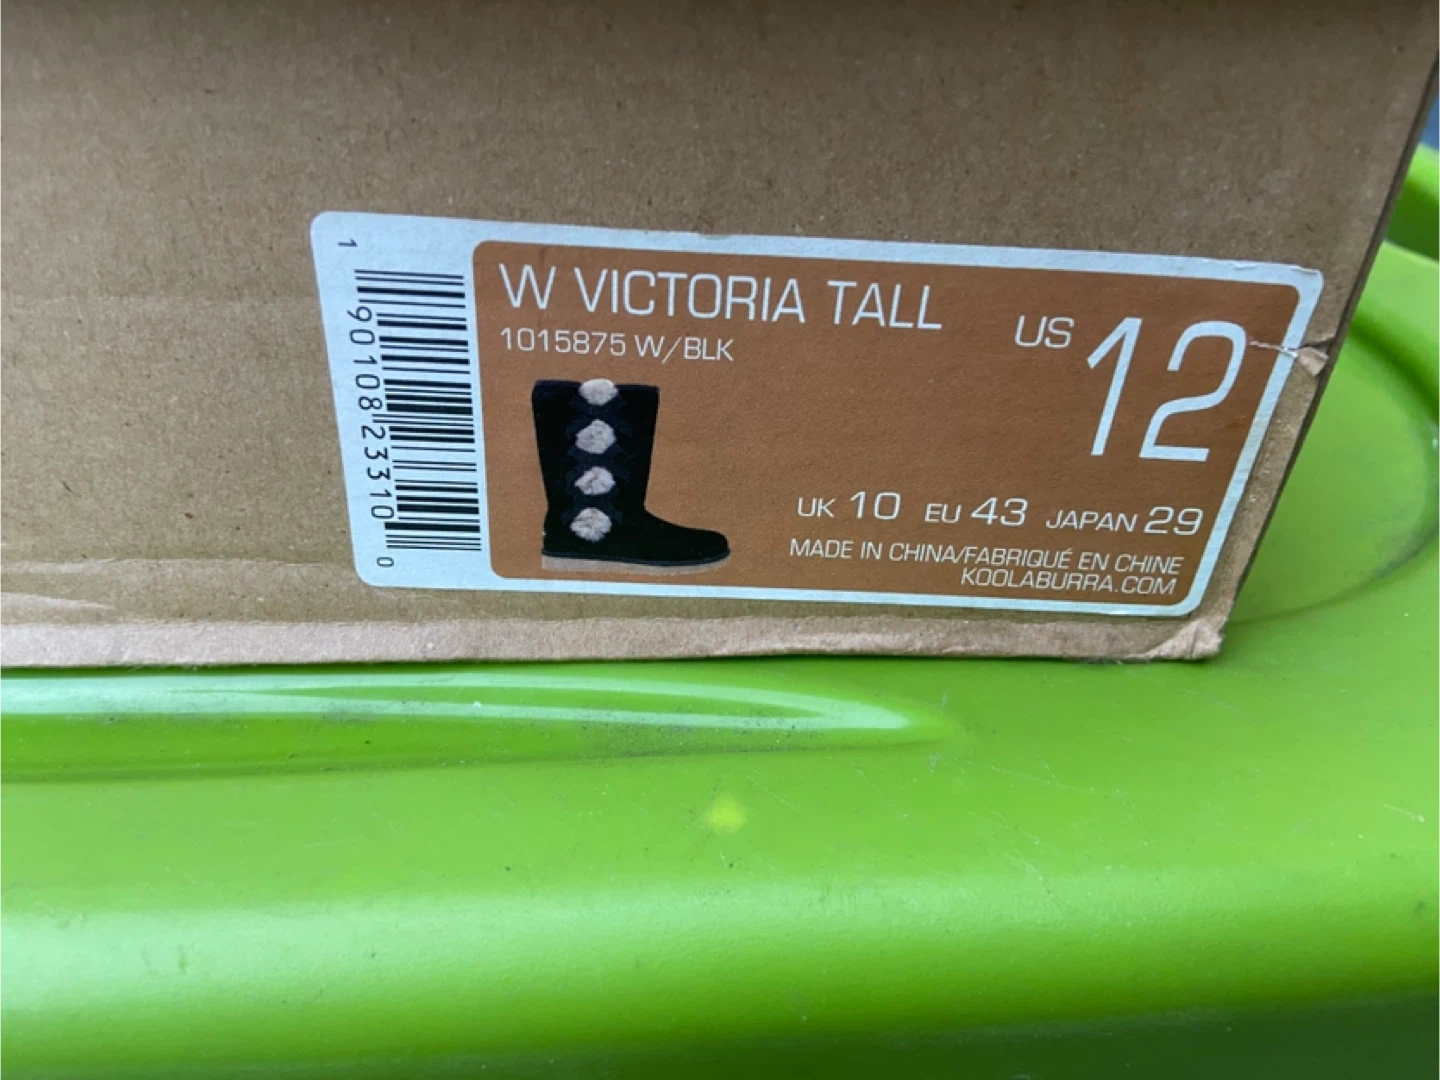 1 90108 23310 0
W VICTORIA TALL
1015875 W/BLK
US 12
UK 10 EU 43 JAPAN 29
MADE IN CHINA/FABRIQUÉ EN CHINE
KOOLABURRA.COM